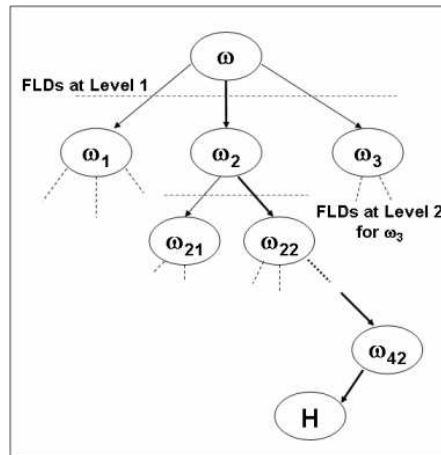 ω
FLDs at Level 1
ω1 ω2 ω3
FLDs at Level 2
for ω3
ω21 ω22
ω42
H